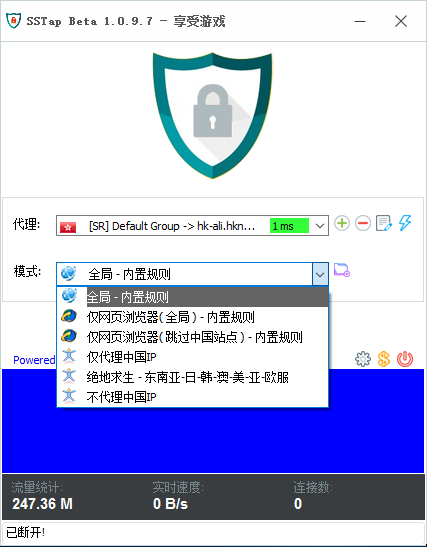 SSTap Beta 1.0.9.7 - 享受游戏
代理:
[SR] Default Group -> hk-ali.hkn...
1 ms
模式:
全局 - 内置规则
全局 - 内置规则
仅网页浏览器(全局) - 内置规则
仅网页浏览器(跳过中国站点) - 内置规则
仅代理中国IP
绝地求生 - 东南亚-日-韩-澳-美-亚-欧服
不代理中国IP
Powered
流量统计:
实时速度:
连接数:
247.36 M
0 B/s
0
已断开!